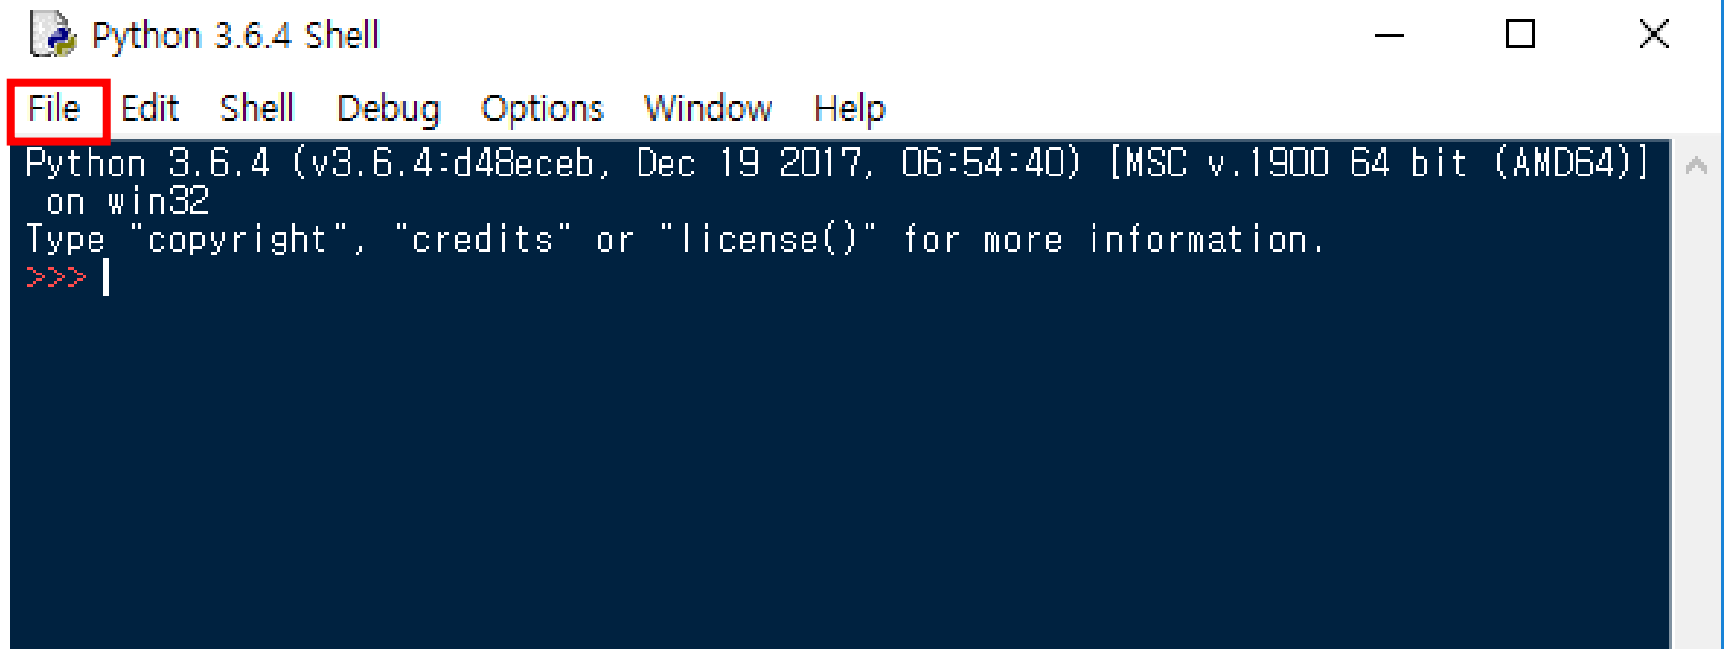 Python 3.6.4 Shell
File Edit Shell Debug Options Window Help
Python 3.6.4 (v3.6.4:d48eceb, Dec 19 2017, 06:54:40) [MSC v.1900 64 bit (AMD64)]
on win32
Type "copyright", "credits" or "license()" for more information.
>>>